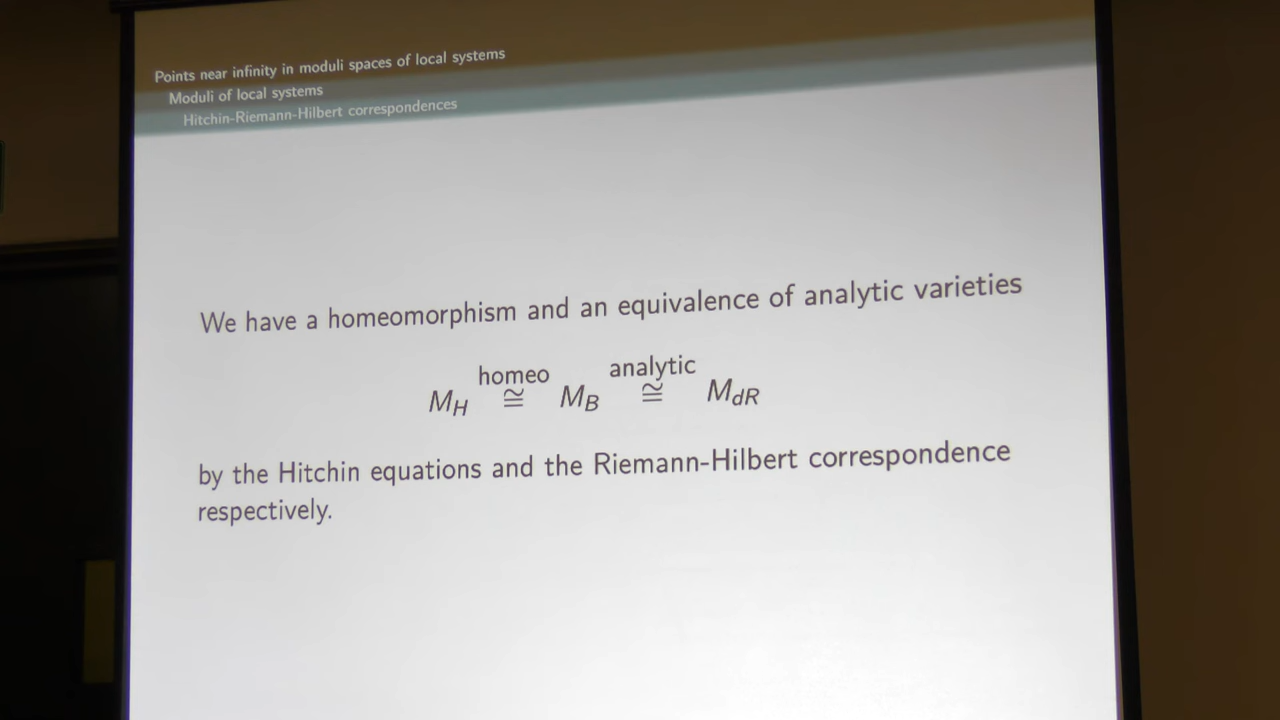 Points near infinity in moduli spaces of local systems
Moduli of local systems
Hitchin-Riemann-Hilbert correspondences
We have a homeomorphism and an equivalence of analytic varieties
M_H ≅^{homeo} M_B ≅^{analytic} M_{dR}
by the Hitchin equations and the Riemann-Hilbert correspondence
respectively.